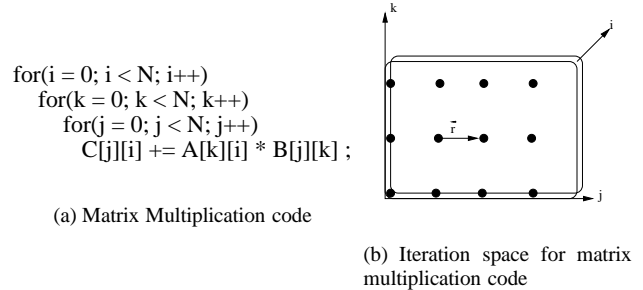 for(i = 0; i < N; i++)
for(k = 0; k < N; k++)
for(j = 0; j < N; j++)
C[j][i] += A[k][i] * B[j][k] ;
(a) Matrix Multiplication code
k
i
r
j
(b) Iteration space for matrix
multiplication code